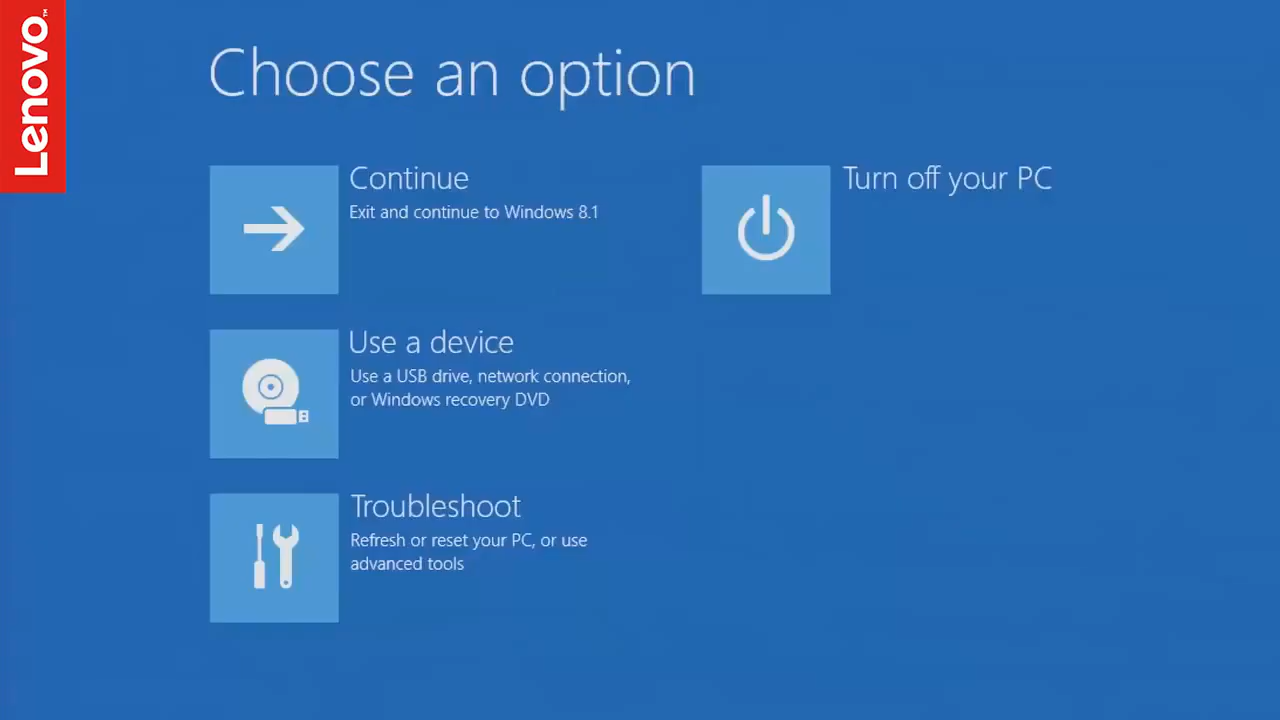 Lenovo™
Choose an option
Continue
Exit and continue to Windows 8.1
Turn off your PC
Use a device
Use a USB drive, network connection,
or Windows recovery DVD
Troubleshoot
Refresh or reset your PC, or use
advanced tools